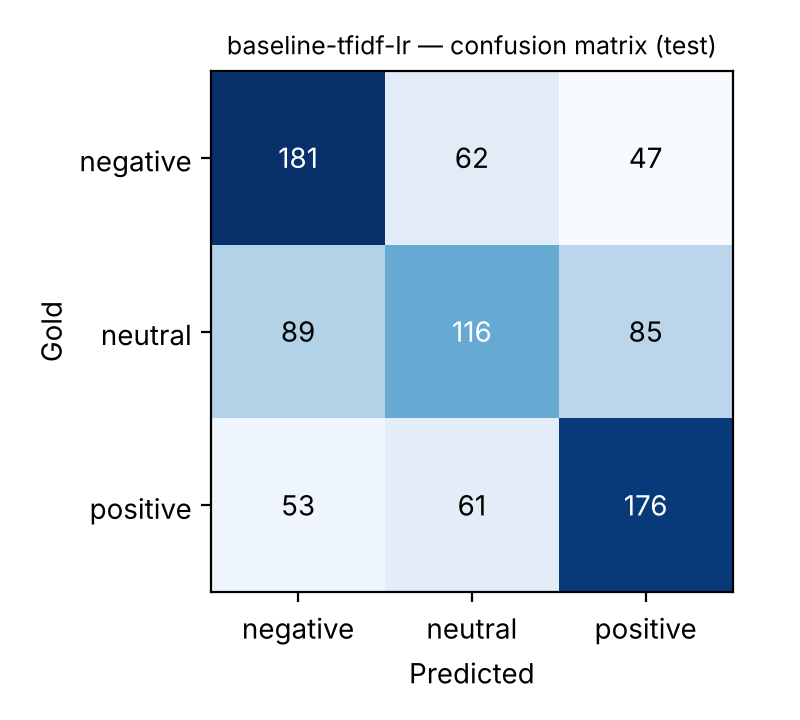 baseline-tfidf-lr — confusion matrix (test)
negative 181 62 47
neutral 89 116 85
positive 53 61 176
Gold
negative neutral positive
Predicted